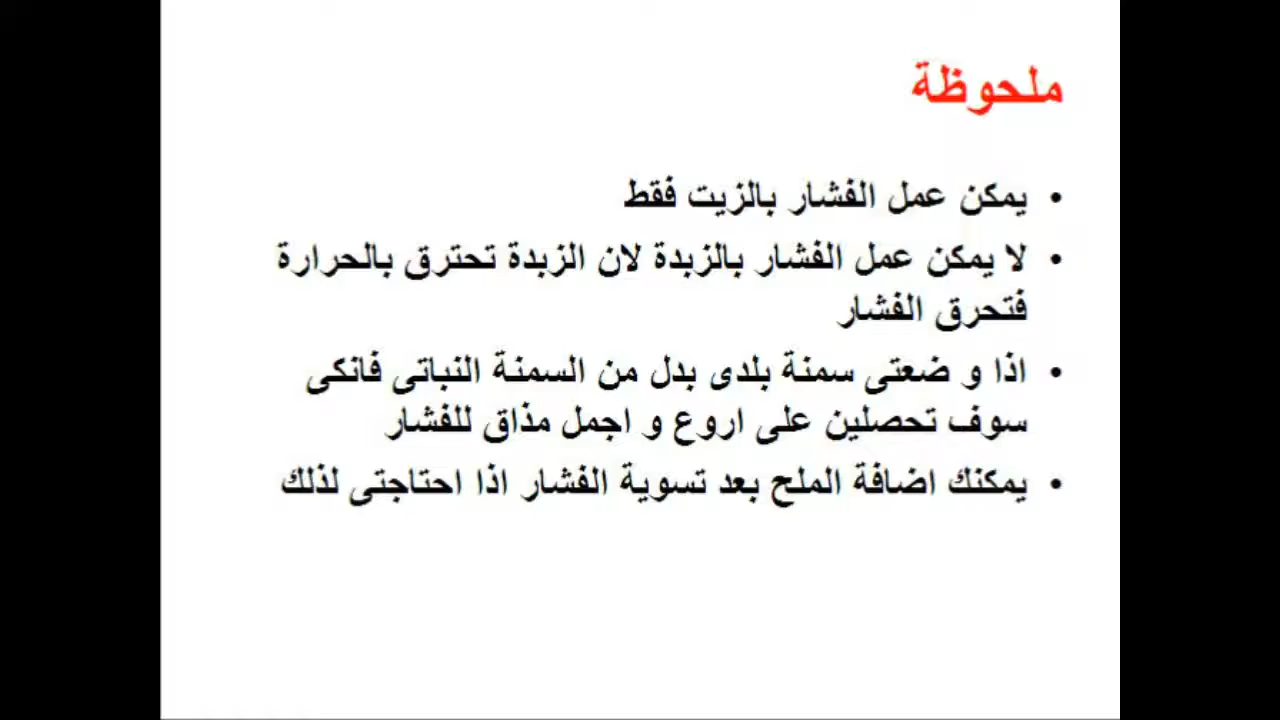 ملحوظة
• يمكن عمل الفشار بالزيت فقط
• لا يمكن عمل الفشار بالزبدة لان الزبدة تحترق بالحرارة
فتحرق الفشار
• اذا و ضعتى سمنة بلدى بدل من السمنة النباتى فانكى
سوف تحصلين على اروع و اجمل مذاق للفشار
• يمكنك اضافة الملح بعد تسوية الفشار اذا احتاجتى لذلك